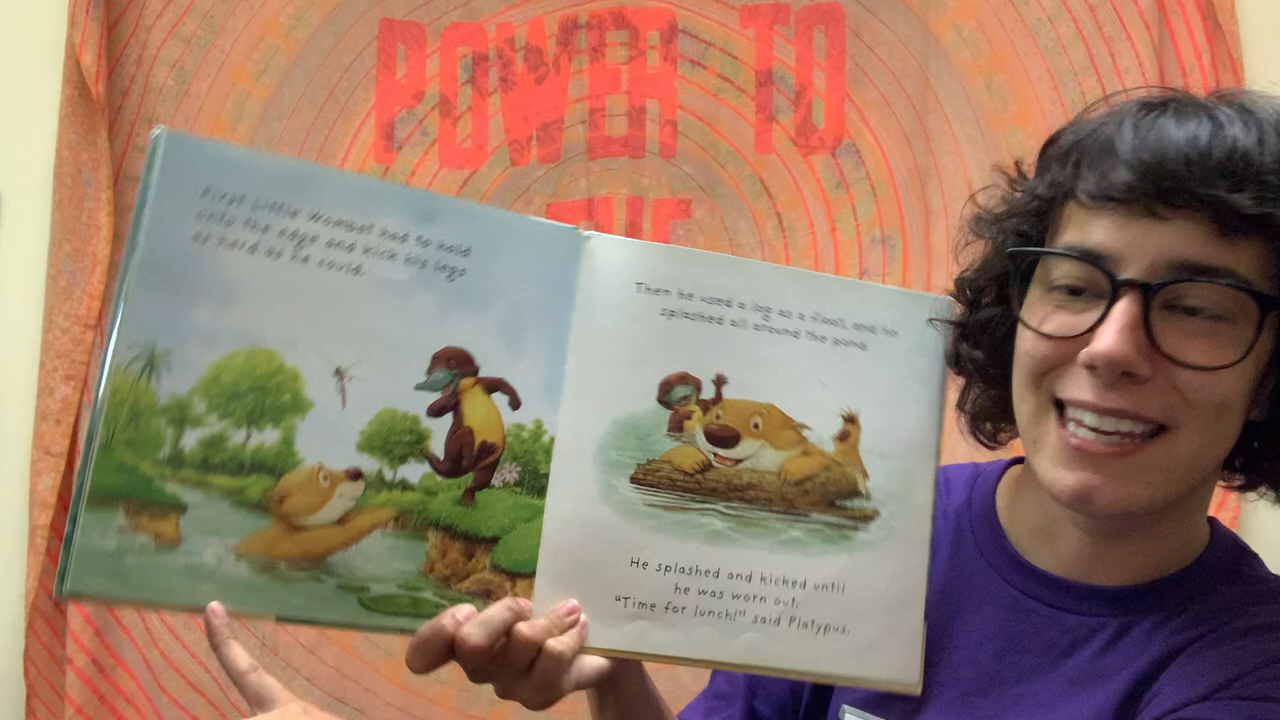 POWER TO
THE
First Little Wombat had to hold
onto the edge and kick his legs
as hard as he could.
Then he used a log as a float, and he
splashed all around the pond.
He splashed and kicked until
he was worn out.
“Time for lunch!” said Platypus.